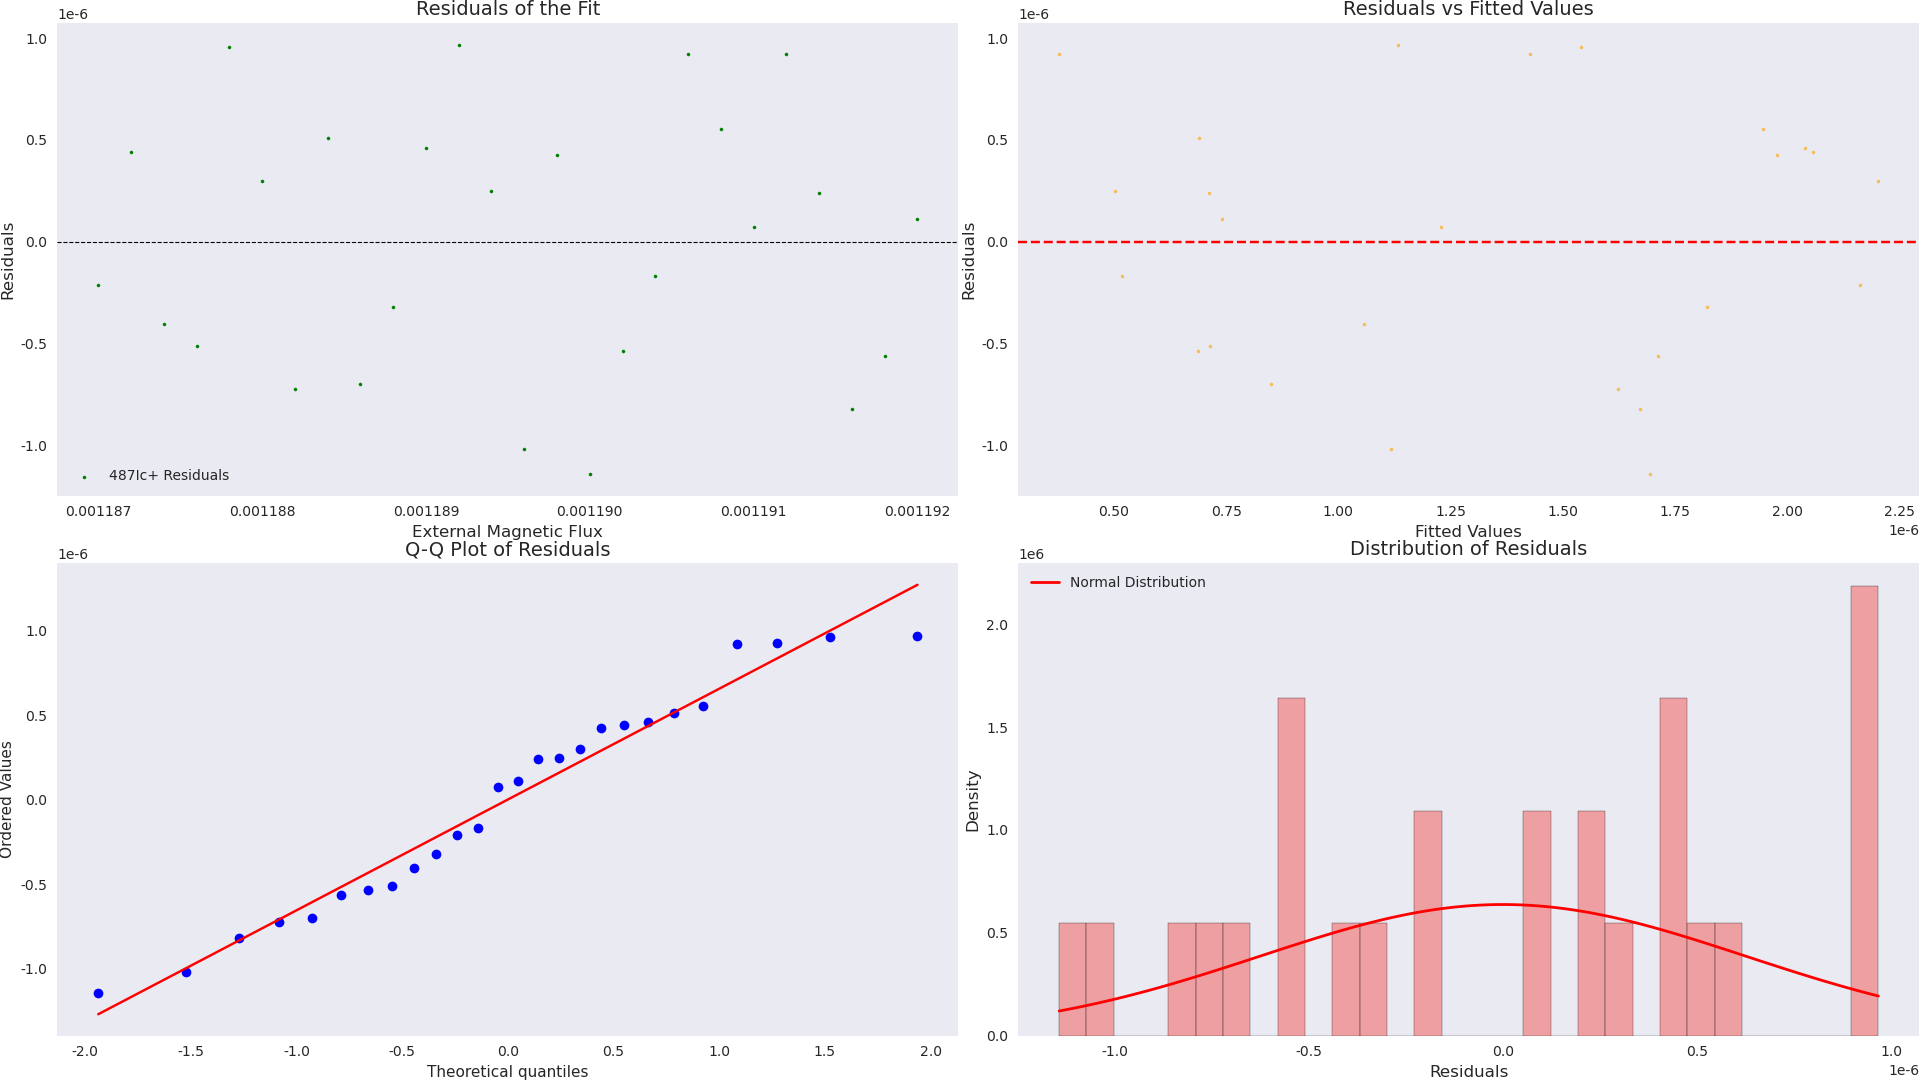 Residuals of the Fit
1e-6
1.0
0.5
0.0
-0.5
-1.0
Residuals
487Ic+ Residuals
0.001187 0.001188 0.001189 0.001190 0.001191 0.001192
External Magnetic Flux
Residuals vs Fitted Values
1e-6
1.0
0.5
0.0
-0.5
-1.0
Residuals
0.50 0.75 1.00 1.25 1.50 1.75 2.00 2.25
1e-6
Fitted Values
Q-Q Plot of Residuals
1e-6
1.0
0.5
0.0
-0.5
-1.0
Ordered Values
-2.0 -1.5 -1.0 -0.5 0.0 0.5 1.0 1.5 2.0
Theoretical quantiles
Distribution of Residuals
1e6
Normal Distribution
2.0
1.5
1.0
0.5
0.0
Density
-1.0 -0.5 0.0 0.5 1.0
1e-6
Residuals